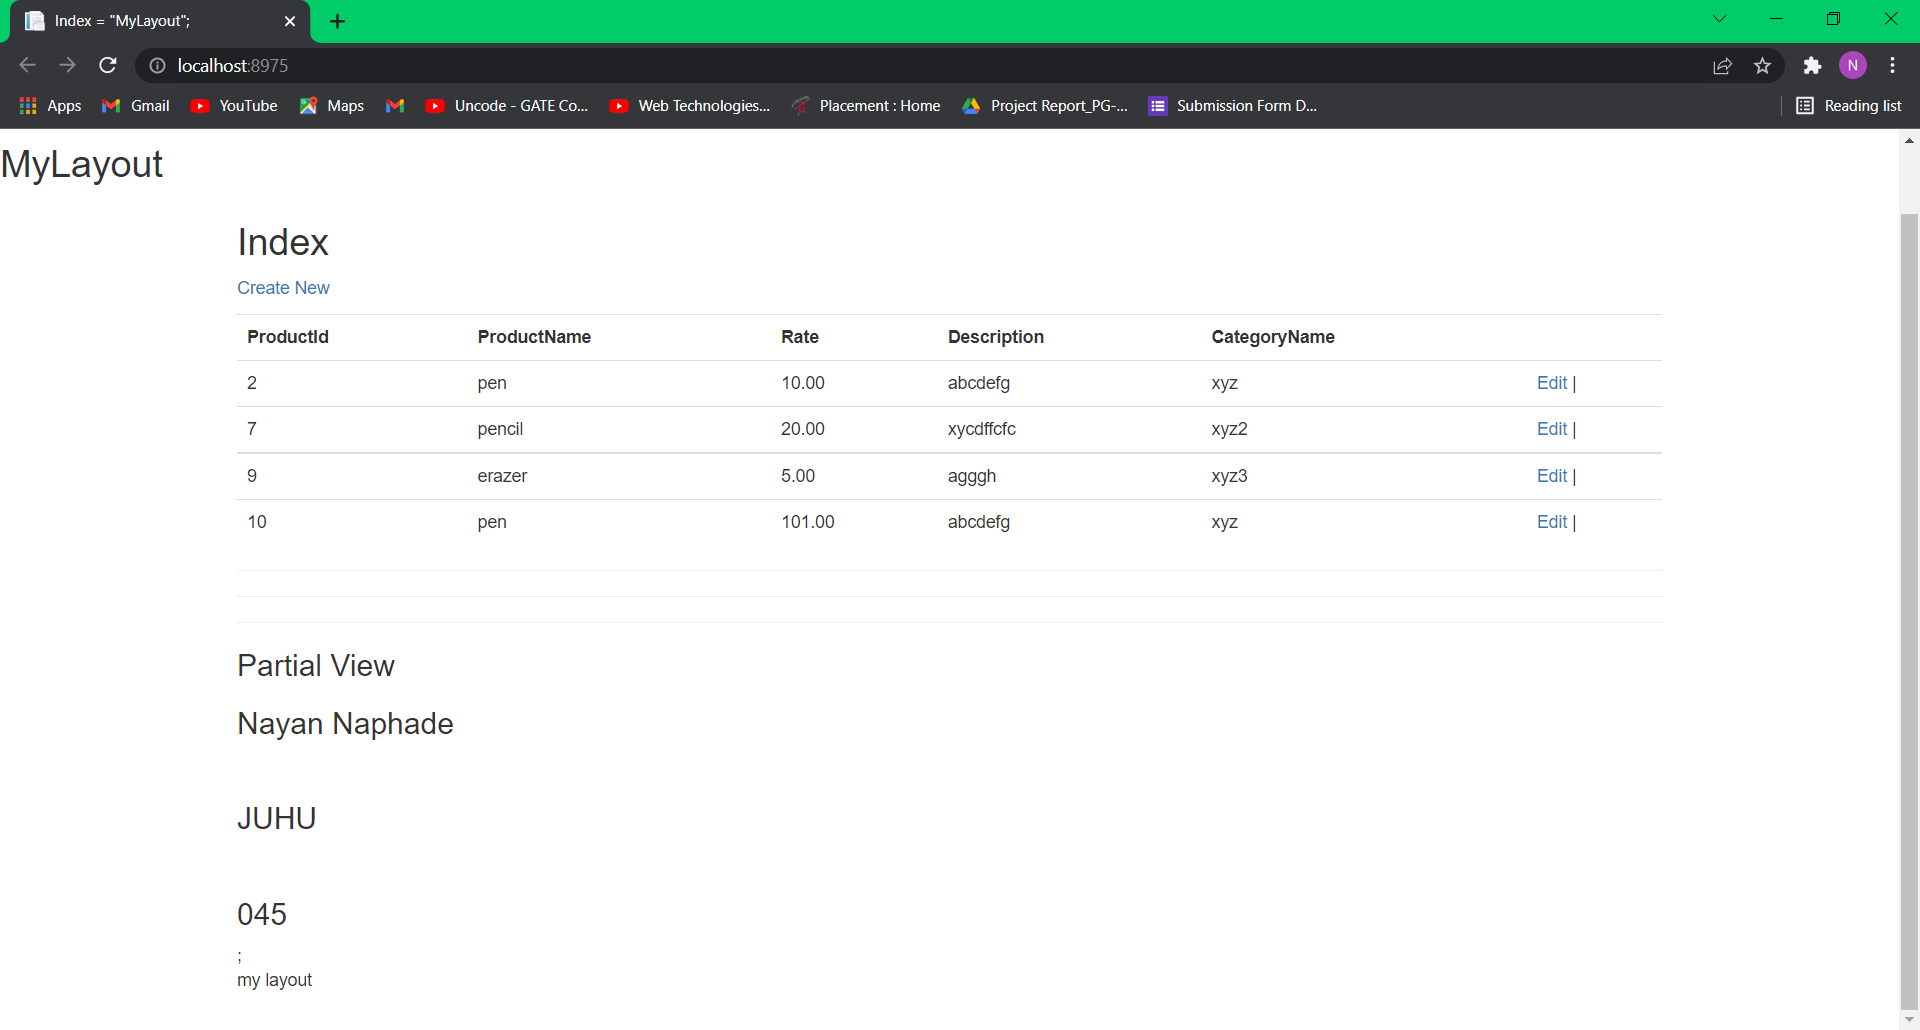 Index = "MyLayout";
localhost:8975
Apps Gmail YouTube Maps Uncode - GATE Co... Web Technologies... Placement : Home Project Report_PG-... Submission Form D... Reading list
N
MyLayout
Index
Create New
ProductId ProductName Rate Description CategoryName
2 pen 10.00 abcdefg xyz Edit |
7 pencil 20.00 xycdffcfc xyz2 Edit |
9 erazer 5.00 agggh xyz3 Edit |
10 pen 101.00 abcdefg xyz Edit |
Partial View
Nayan Naphade
JUHU
045
;
my layout